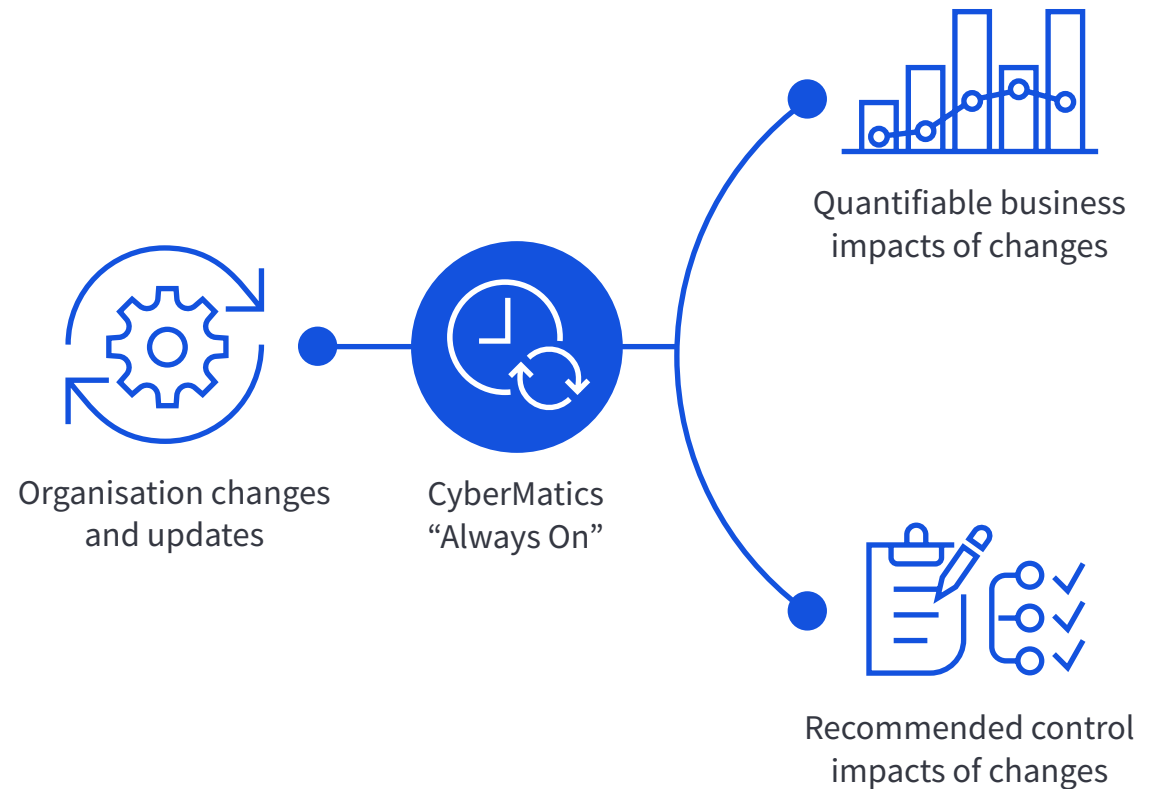 Quantifiable business
impacts of changes
Organisation changes
and updates
CyberMatics
“Always On”
Recommended control
impacts of changes